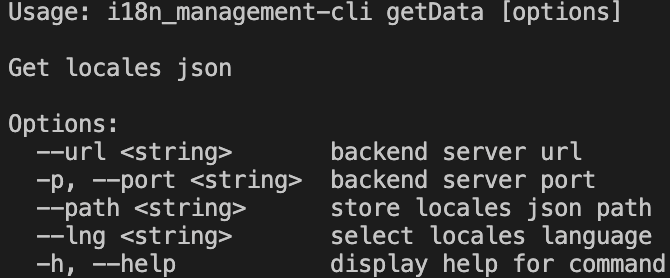 Usage: i18n_management-cli getData [options]
Get locales json
Options:
--url <string> backend server url
-p, --port <string> backend server port
--path <string> store locales json path
--lng <string> select locales language
-h, --help display help for command